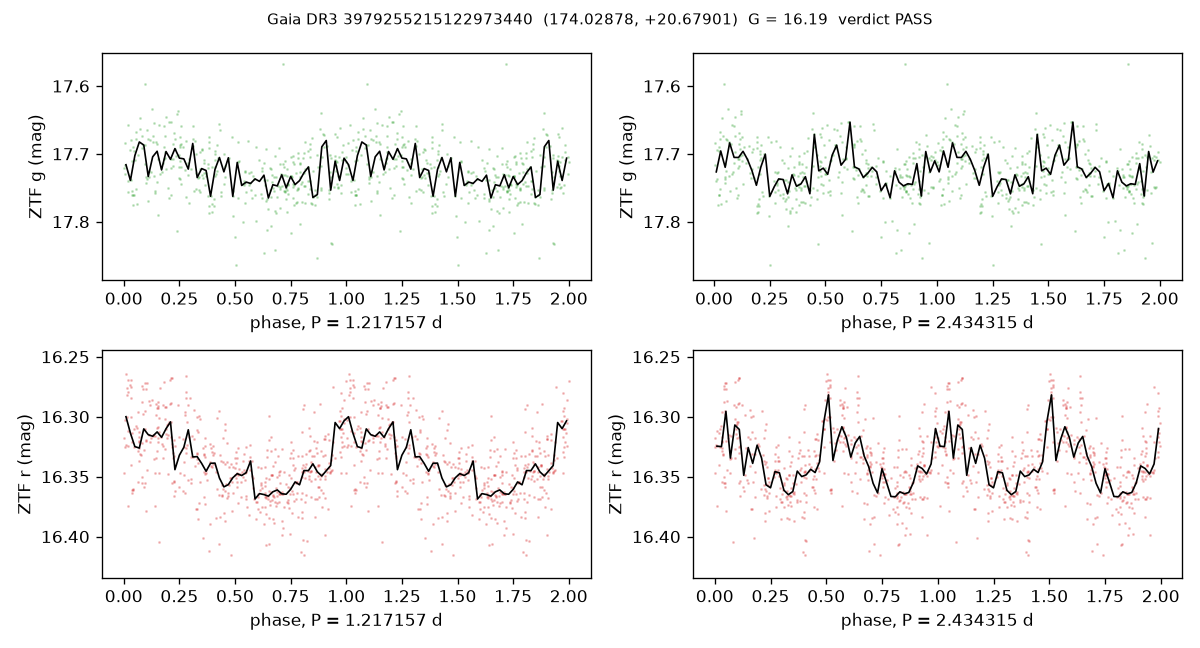 Gaia DR3 3979255215122973440 (174.02878, +20.67901) G = 16.19 verdict PASS
ZTF g (mag)
17.6
17.7
17.8
0.00 0.25 0.50 0.75 1.00 1.25 1.50 1.75 2.00
phase, P = 1.217157 d
ZTF g (mag)
17.6
17.7
17.8
0.00 0.25 0.50 0.75 1.00 1.25 1.50 1.75 2.00
phase, P = 2.434315 d
ZTF r (mag)
16.25
16.30
16.35
16.40
0.00 0.25 0.50 0.75 1.00 1.25 1.50 1.75 2.00
phase, P = 1.217157 d
ZTF r (mag)
16.25
16.30
16.35
16.40
0.00 0.25 0.50 0.75 1.00 1.25 1.50 1.75 2.00
phase, P = 2.434315 d